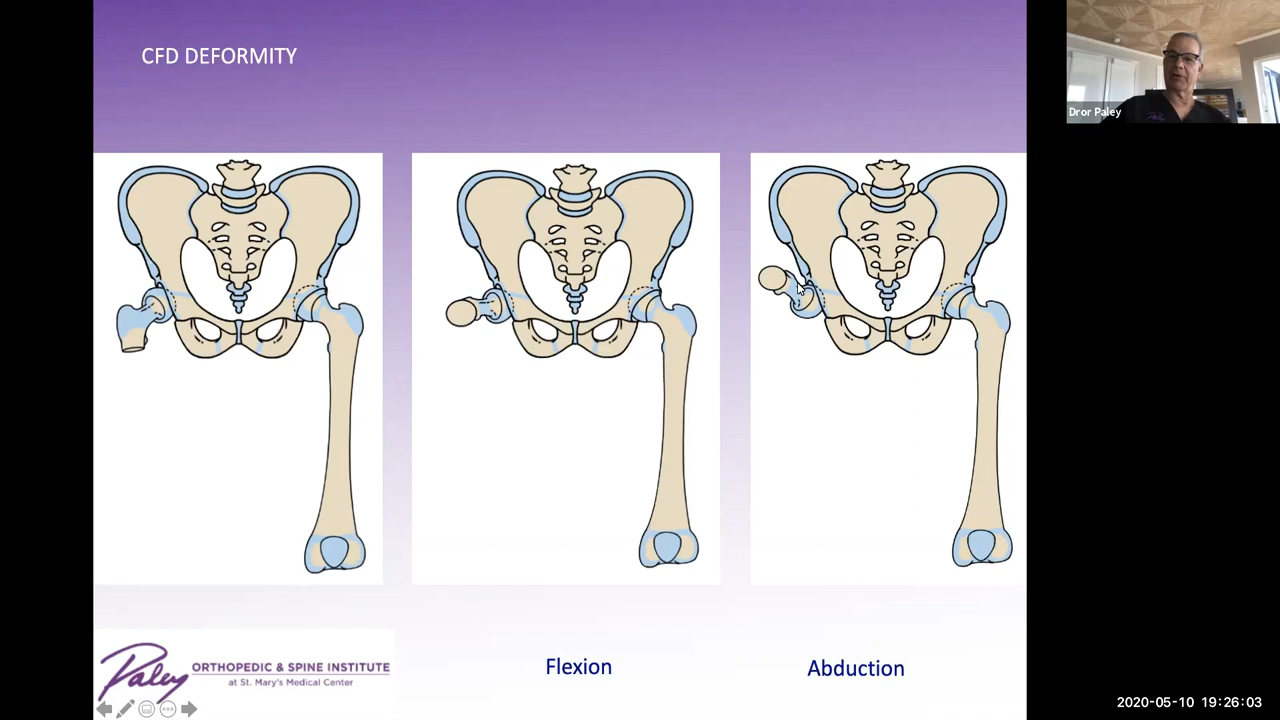 CFD DEFORMITY
Dror Paley
Flexion
Abduction
Paley
ORTHOPEDIC & SPINE INSTITUTE
at St. Mary's Medical Center
2020-05-10 19:26:03